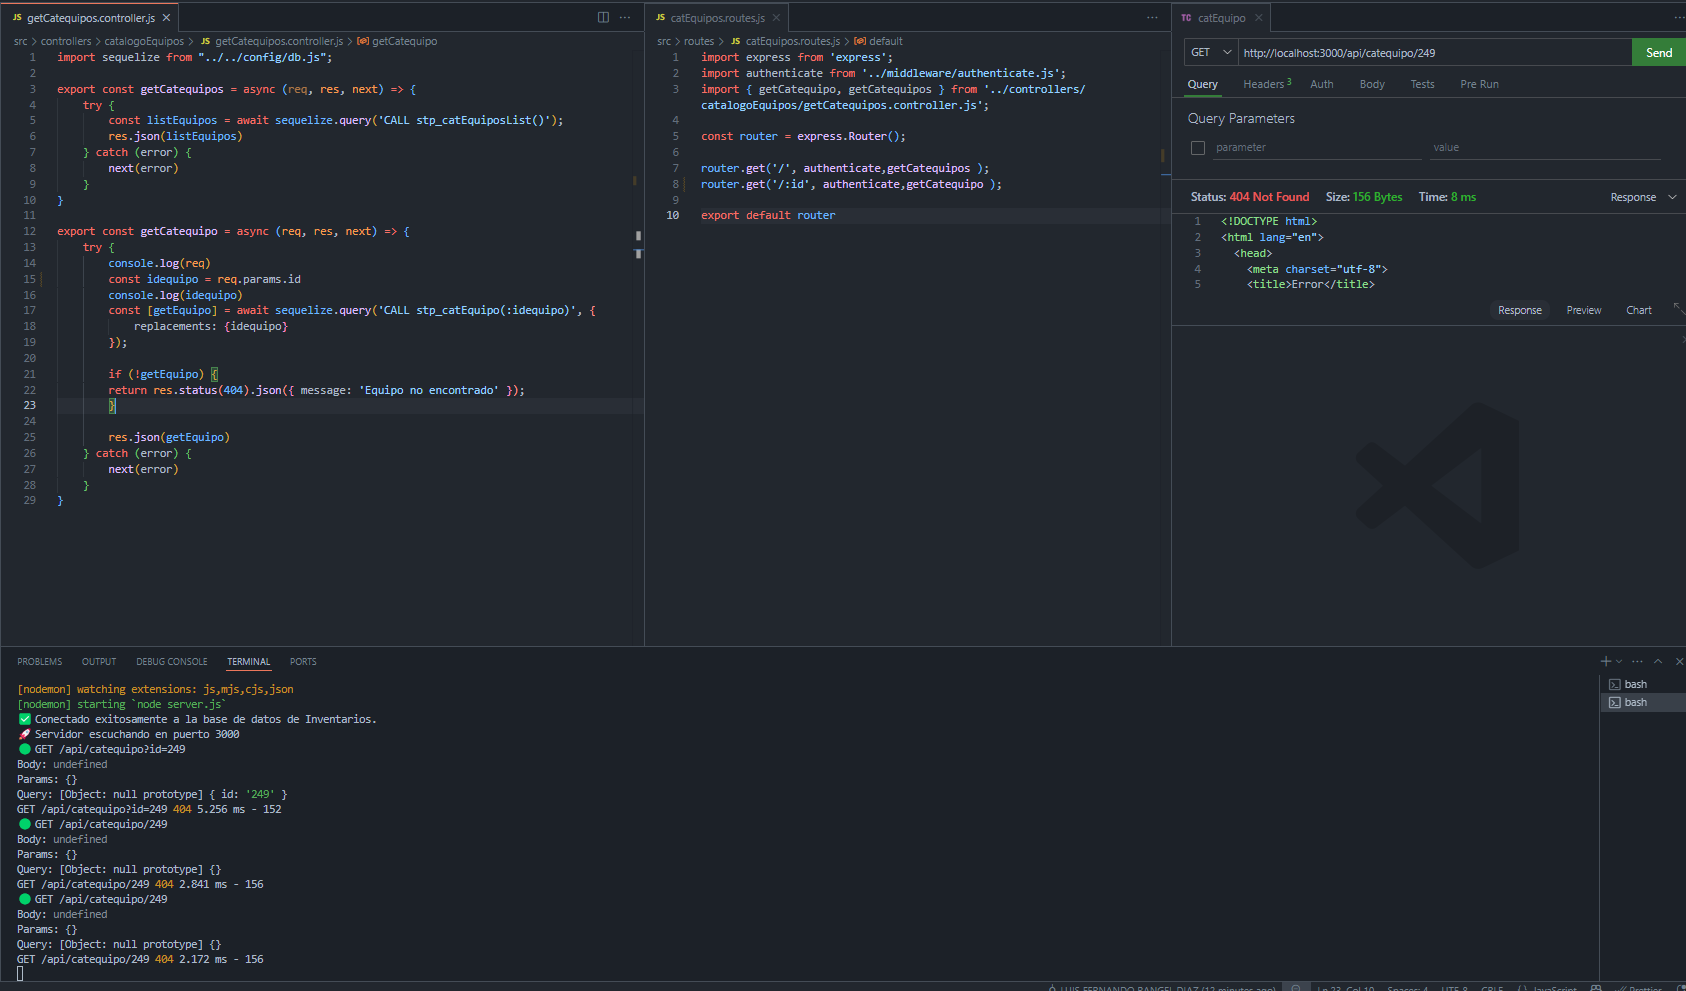 JS getCatequipos.controller.js
src > controllers > catalogoEquipos > JS getCatequipos.controller.js > getCatequipo
1 import sequelize from "../../config/db.js";
2
3 export const getCatequipos = async (req, res, next) => {
4 try {
5 const listEquipos = await sequelize.query('CALL stp_catEquiposList()');
6 res.json(listEquipos)
7 } catch (error) {
8 next(error)
9 }
10 }
11
12 export const getCatequipo = async (req, res, next) => {
13 try {
14 console.log(req)
15 const idequipo = req.params.id
16 console.log(idequipo)
17 const [getEquipo] = await sequelize.query('CALL stp_catEquipo(:idequipo)', {
18 replacements: {idequipo}
19 });
20
21 if (!getEquipo) {
22 return res.status(404).json({ message: 'Equipo no encontrado' });
23 }
24
25 res.json(getEquipo)
26 } catch (error) {
27 next(error)
28 }
29 }
JS catEquipos.routes.js
src > routes > JS catEquipos.routes.js > default
1 import express from 'express';
2 import authenticate from '../middleware/authenticate.js';
3 import { getCatequipo, getCatequipos } from '../controllers/
catalogoEquipos/getCatequipos.controller.js';
4
5 const router = express.Router();
6
7 router.get('/', authenticate,getCatequipos );
8 router.get('/:id', authenticate,getCatequipo );
9
10 export default router
TC catEquipo
GET http://localhost:3000/api/catequipo/249 Send
Query Headers 3 Auth Body Tests Pre Run
Query Parameters
parameter value
Status: 404 Not Found Size: 156 Bytes Time: 8 ms Response
1 <!DOCTYPE html>
2 <html lang="en">
3 <head>
4 <meta charset="utf-8">
5 <title>Error</title>
Response Preview Chart
PROBLEMS OUTPUT DEBUG CONSOLE TERMINAL PORTS
[nodemon] watching extensions: js,mjs,cjs,json
[nodemon] starting `node server.js`
✅ Conectado exitosamente a la base de datos de Inventarios.
🚀 Servidor escuchando en puerto 3000
🟢 GET /api/catequipo?id=249
Body: undefined
Params: {}
Query: [Object: null prototype] { id: '249' }
GET /api/catequipo?id=249 404 5.256 ms - 152
🟢 GET /api/catequipo/249
Body: undefined
Params: {}
Query: [Object: null prototype] {}
GET /api/catequipo/249 404 2.841 ms - 156
🟢 GET /api/catequipo/249
Body: undefined
Params: {}
Query: [Object: null prototype] {}
GET /api/catequipo/249 404 2.172 ms - 156
bash
bash
LUIS FERNANDO RANGEL DIAZ (12 minutes ago) Ln 23, Col 10 Spaces: 4 UTF-8 CRLF {} JavaScript Prettier